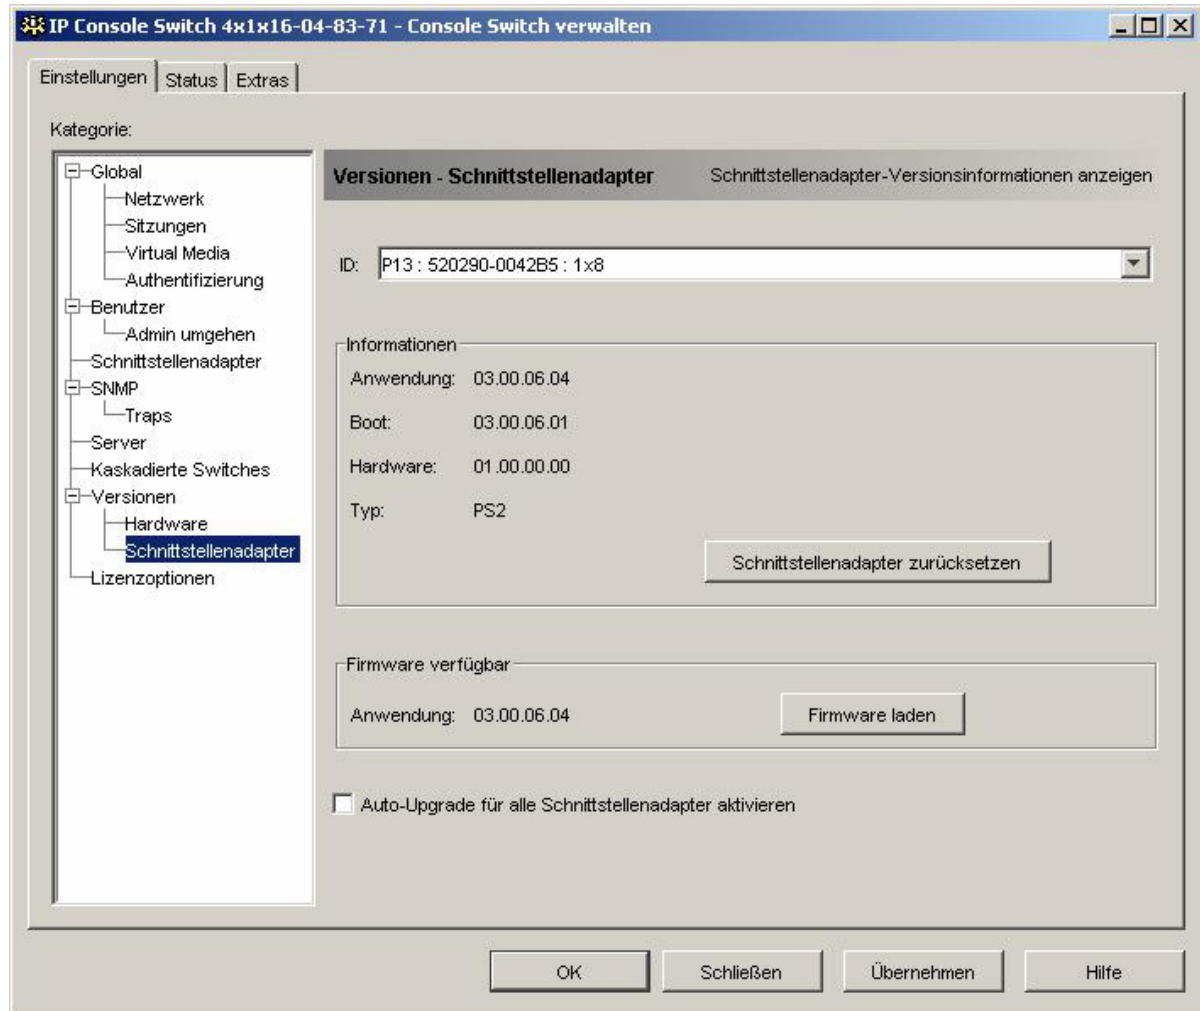 IP Console Switch 4x1x16-04-83-71 - Console Switch verwalten
Einstellungen Status Extras
Kategorie:
Global
Netzwerk
Sitzungen
Virtual Media
Authentifizierung
Benutzer
Admin umgehen
Schnittstellenadapter
SNMP
Traps
Server
Kaskadierte Switches
Versionen
Hardware
Schnittstellenadapter
Lizenzoptionen
Versionen - Schnittstellenadapter Schnittstellenadapter-Versionsinformationen anzeigen
ID: P13 : 520290-0042B5 : 1x8
Informationen
Anwendung: 03.00.06.04
Boot: 03.00.06.01
Hardware: 01.00.00.00
Typ: PS2
Schnittstellenadapter zurücksetzen
Firmware verfügbar
Anwendung: 03.00.06.04 Firmware laden
Auto-Upgrade für alle Schnittstellenadapter aktivieren
OK Schließen Übernehmen Hilfe